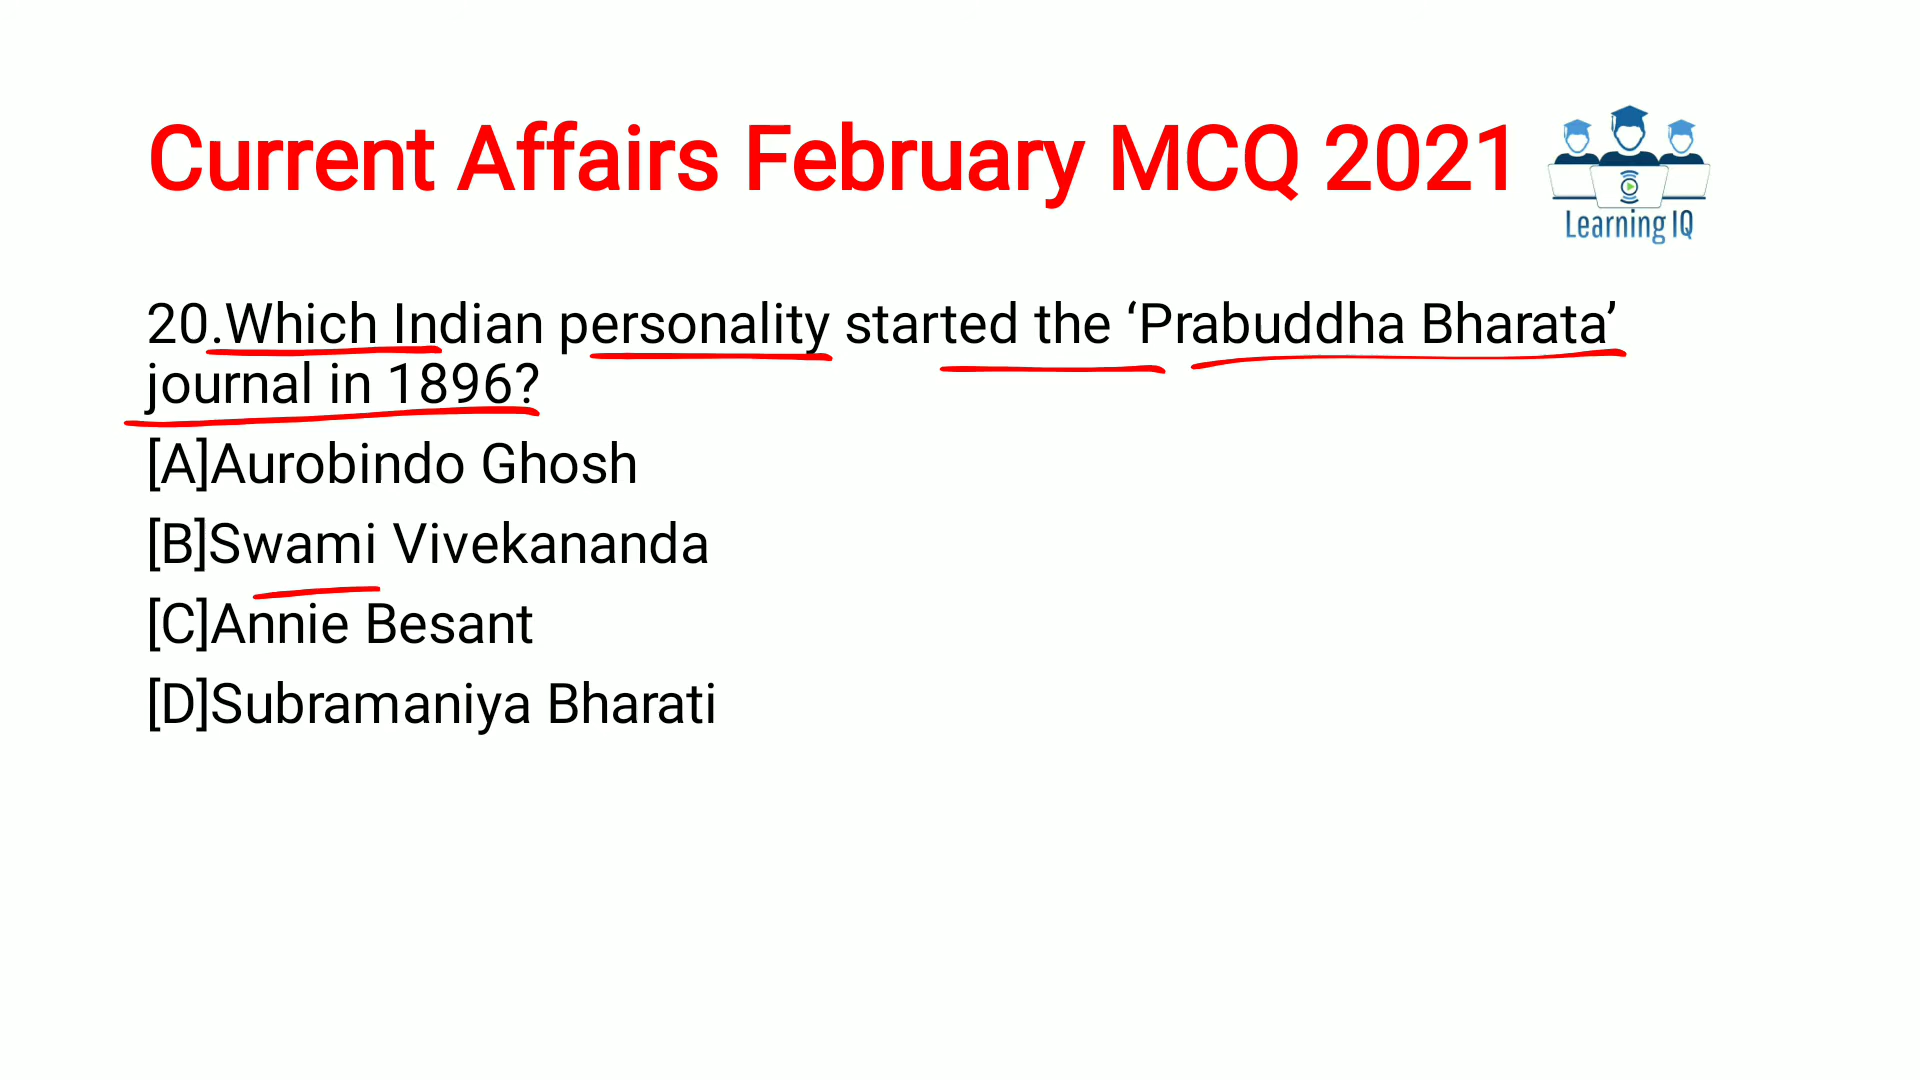 Current Affairs February MCQ 2021
Learning IQ
20.Which Indian personality started the ‘Prabuddha Bharata’
journal in 1896?
[A]Aurobindo Ghosh
[B]Swami Vivekananda
[C]Annie Besant
[D]Subramaniya Bharati